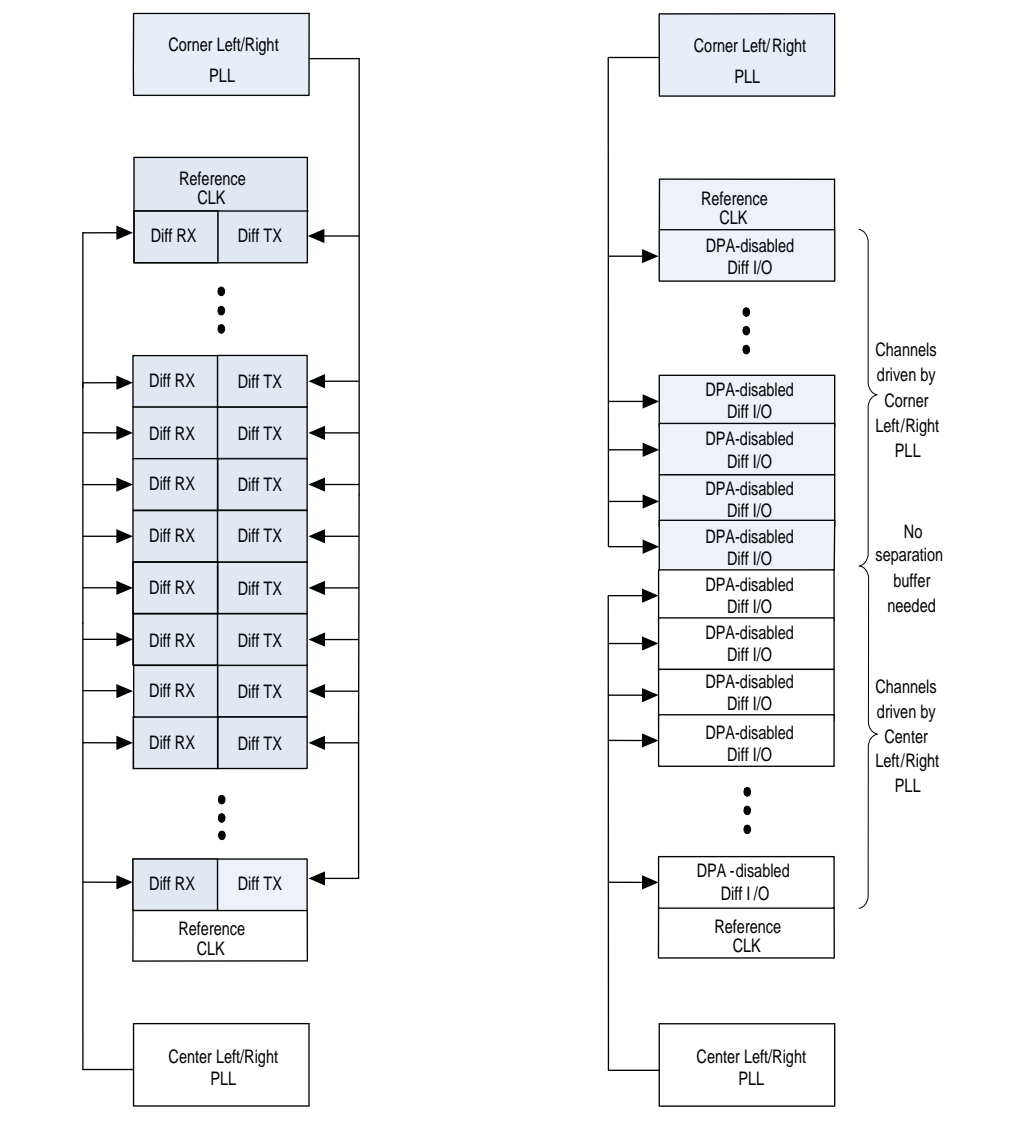 Corner Left/Right
PLL
Reference
CLK
Diff RX Diff TX
Diff RX Diff TX
Diff RX Diff TX
Diff RX Diff TX
Diff RX Diff TX
Diff RX Diff TX
Diff RX Diff TX
Diff RX Diff TX
Diff RX Diff TX
Diff RX Diff TX
Reference
CLK
Center Left/Right
PLL
Corner Left/Right
PLL
Reference
CLK
DPA-disabled
Diff I/O
DPA-disabled
Diff I/O
DPA-disabled
Diff I/O
DPA-disabled
Diff I/O
DPA-disabled
Diff I/O
DPA-disabled
Diff I/O
DPA-disabled
Diff I/O
DPA-disabled
Diff I/O
DPA-disabled
Diff I/O
DPA -disabled
Diff I /O
Reference
CLK
Center Left/Right
PLL
Channels
driven by
Corner
Left/Right
PLL
No
separation
buffer
needed
Channels
driven by
Center
Left/Right
PLL